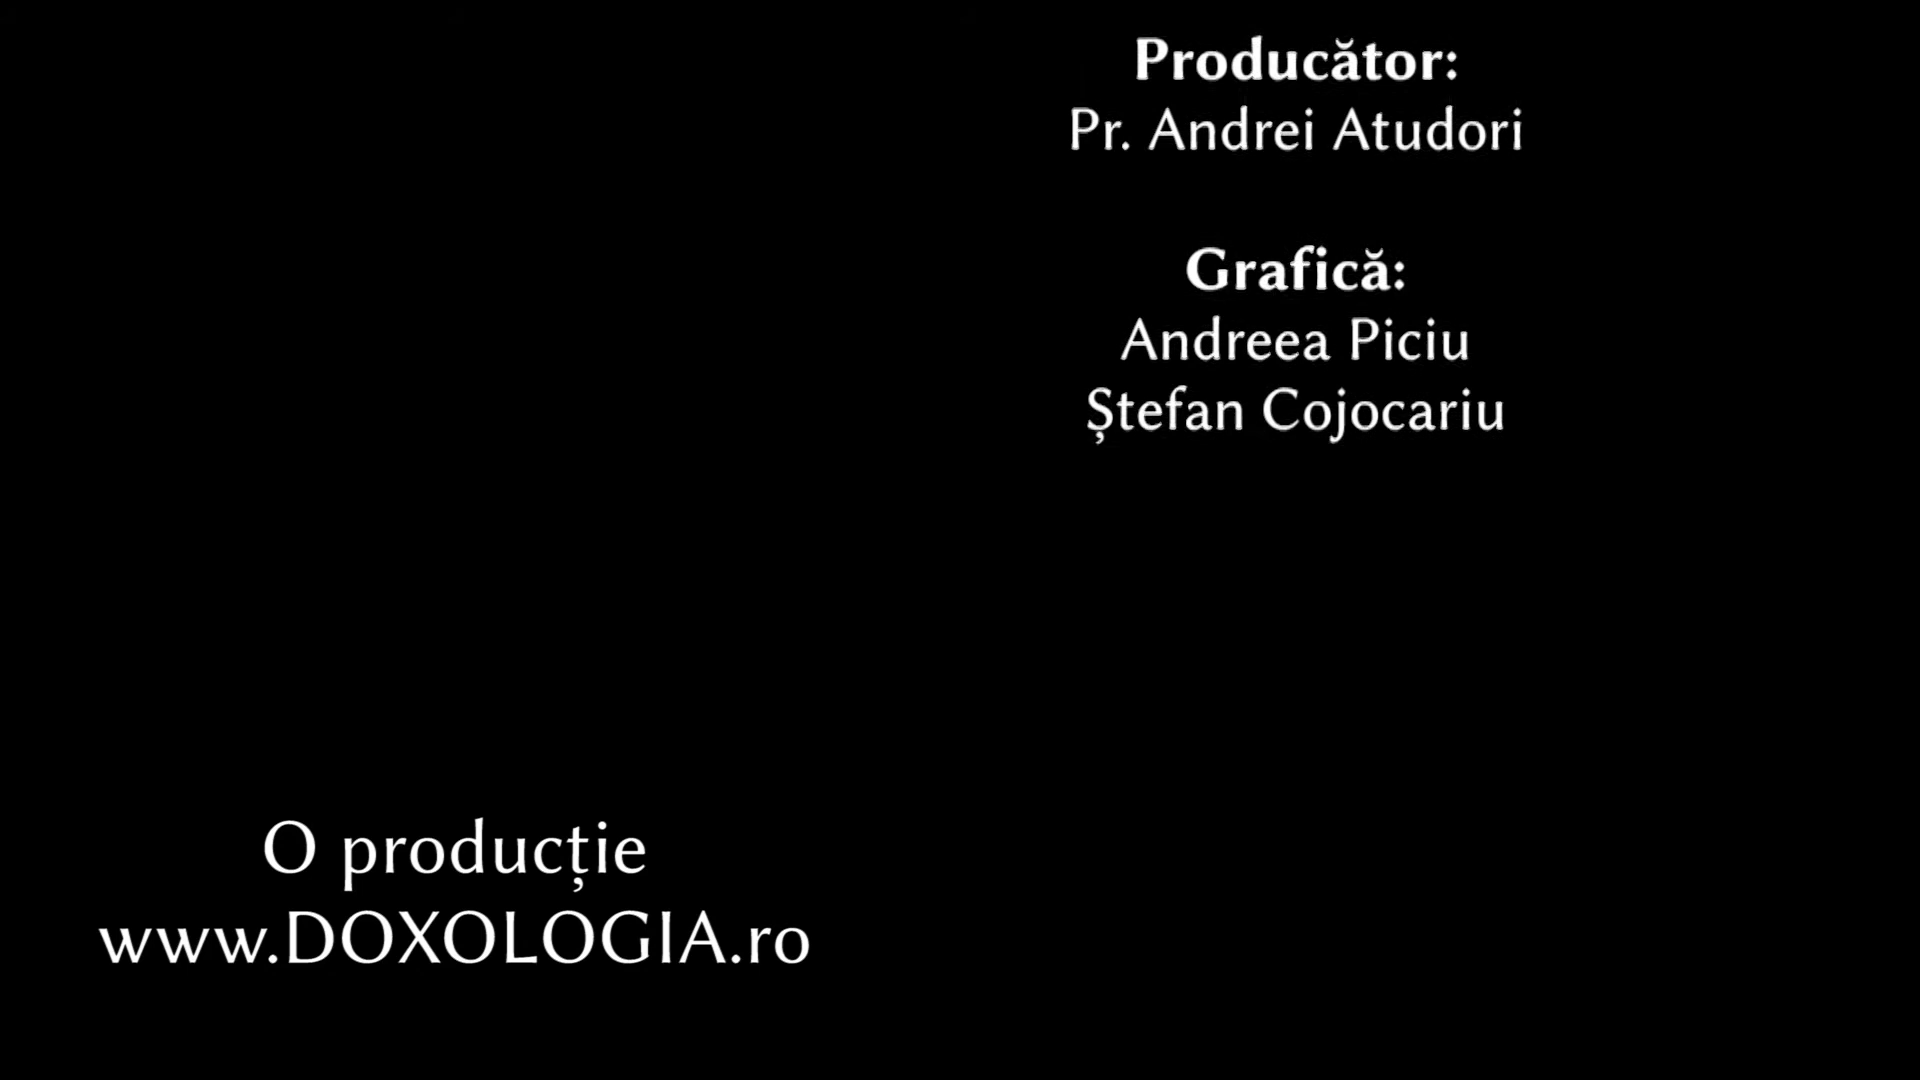 Producător:
Pr. Andrei Atudori
Grafică:
Andreea Piciu
Ștefan Cojocariu
O producție
www.DOXOLOGIA.ro